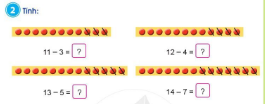 2 Tính:
11 – 3 = ? 12 – 4 = ?
13 – 5 = ? 14 – 7 = ?